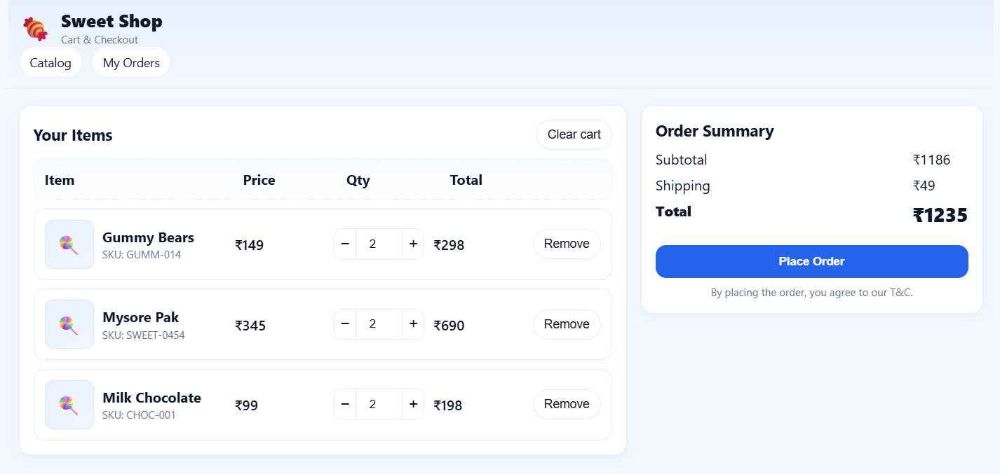 Sweet Shop
Cart & Checkout
Catalog My Orders
Your Items Clear cart
Item Price Qty Total
Gummy Bears
SKU: GUMM-014
₹149 − 2 + ₹298 Remove
Mysore Pak
SKU: SWEET-0454
₹345 − 2 + ₹690 Remove
Milk Chocolate
SKU: CHOC-001
₹99 − 2 + ₹198 Remove
Order Summary
Subtotal ₹1186
Shipping ₹49
Total ₹1235
Place Order
By placing the order, you agree to our T&C.